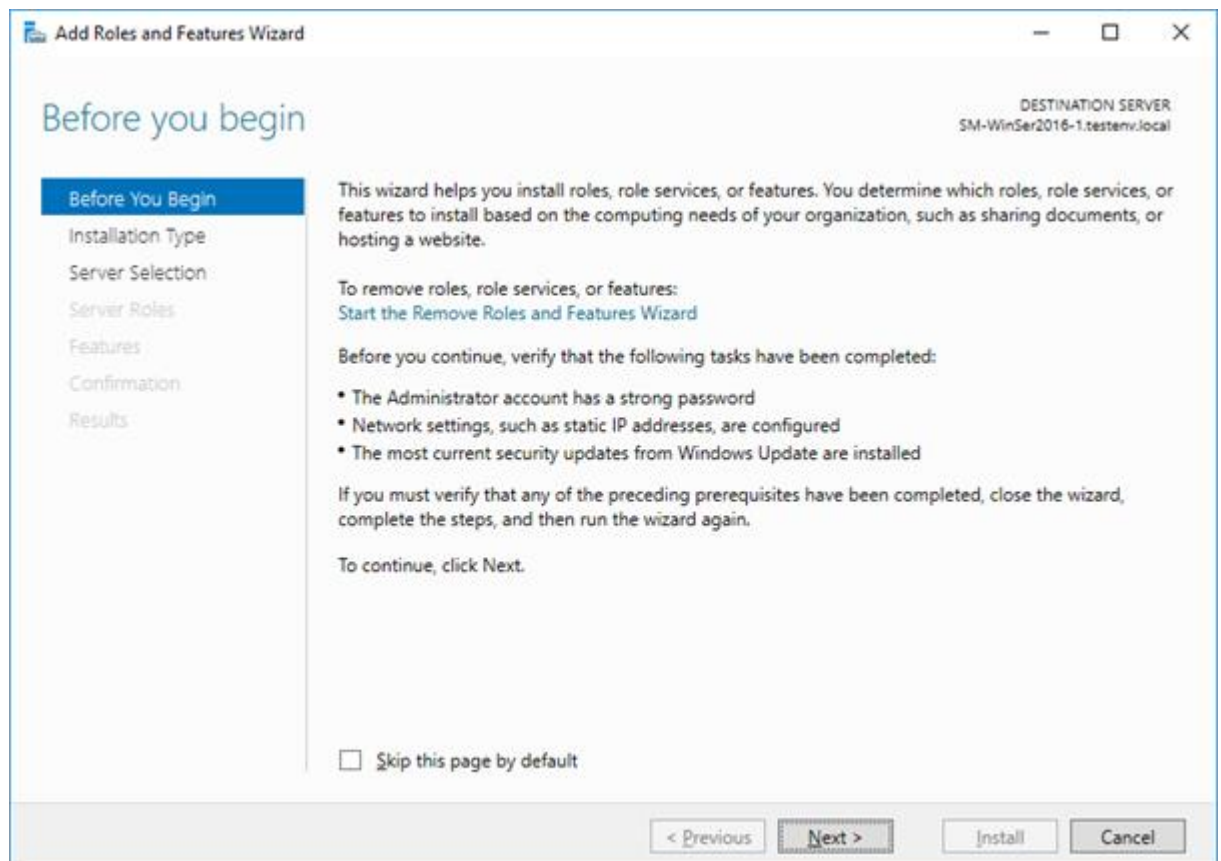 Add Roles and Features Wizard
Before you begin
DESTINATION SERVER
SM-WinSer2016-1.testenv.local
Before You Begin
Installation Type
Server Selection
Server Roles
Features
Confirmation
Results
This wizard helps you install roles, role services, or features. You determine which roles, role services, or
features to install based on the computing needs of your organization, such as sharing documents, or
hosting a website.
To remove roles, role services, or features:
Start the Remove Roles and Features Wizard
Before you continue, verify that the following tasks have been completed:
• The Administrator account has a strong password
• Network settings, such as static IP addresses, are configured
• The most current security updates from Windows Update are installed
If you must verify that any of the preceding prerequisites have been completed, close the wizard,
complete the steps, and then run the wizard again.
To continue, click Next.
Skip this page by default
< Previous
Next >
Install
Cancel